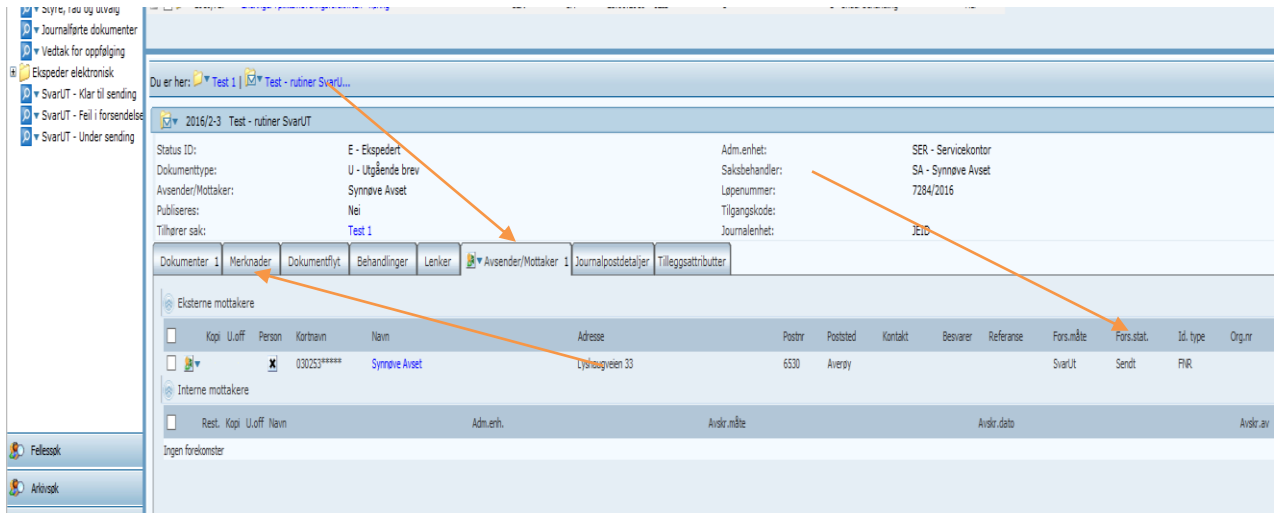 Styre, råd og utvalg
Journalførte dokumenter
Vedtak for oppfølging
Ekspeder elektronisk
SvarUT - Klar til sending
SvarUT - Feil i forsendelse
SvarUT - Under sending
Fellessøk
Arkivsøk
Du er her: Test 1 | Test - rutiner SvarU...
2016/2-3 Test - rutiner SvarUT
Status ID: E - Ekspedert Adm.enhet: SER - Servicekontor
Dokumenttype: U - Utgående brev Saksbehandler: SA - Synnøve Avset
Avsender/Mottaker: Synnøve Avset Løpenummer: 7284/2016
Publiseres: Nei Tilgangskode:
Tilhører sak: Test 1 Journalenhet: JEID
Dokumenter 1 Merknader Dokumentflyt Behandlinger Lenker Avsender/Mottaker 1 Journalpostdetaljer Tilleggsattributter
Eksterne mottakere
Kopi U.off Person Kortnavn Navn Adresse Postnr Poststed Kontakt Besvarer Referanse Fors.måte Fors.stat. Id. type Org.nr
030253***** Synnøve Avset Lyshaugveien 33 6530 Averøy SvarUt Sendt FNR
Interne mottakere
Rest. Kopi U.off Navn Adm.enh. Avskr.måte Avskr.dato Avskr.av
Ingen forekomster